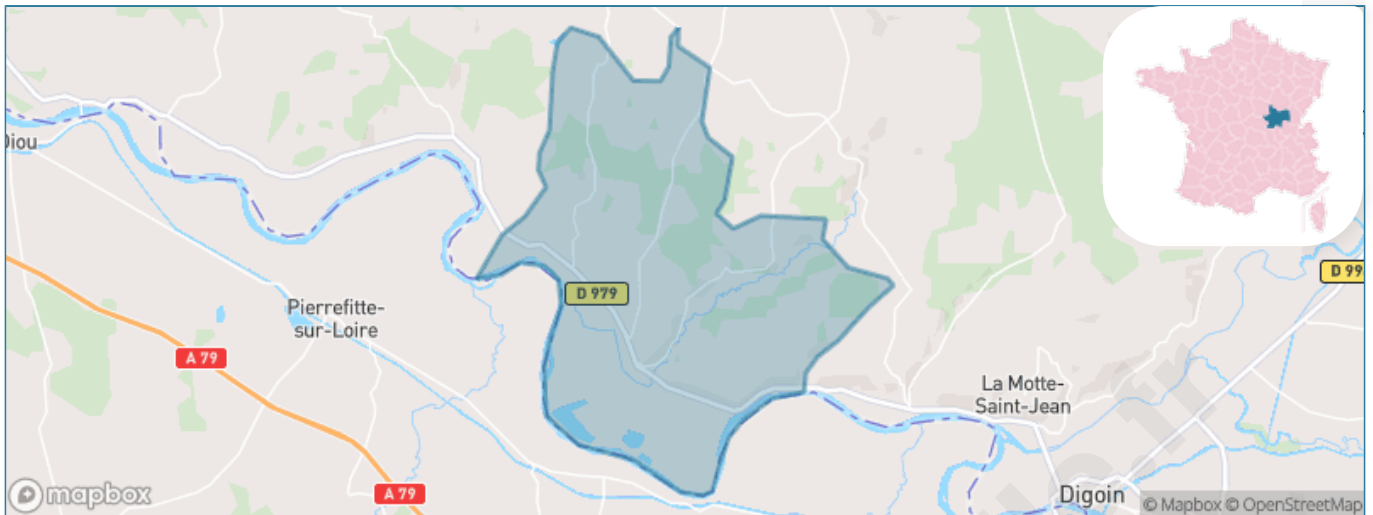 Diou
D 979
D 99
Pierrefitte-
sur-Loire
A 79
La Motte-
Saint-Jean
A 79
Digoin
mapbox
© Mapbox © OpenStreetMap